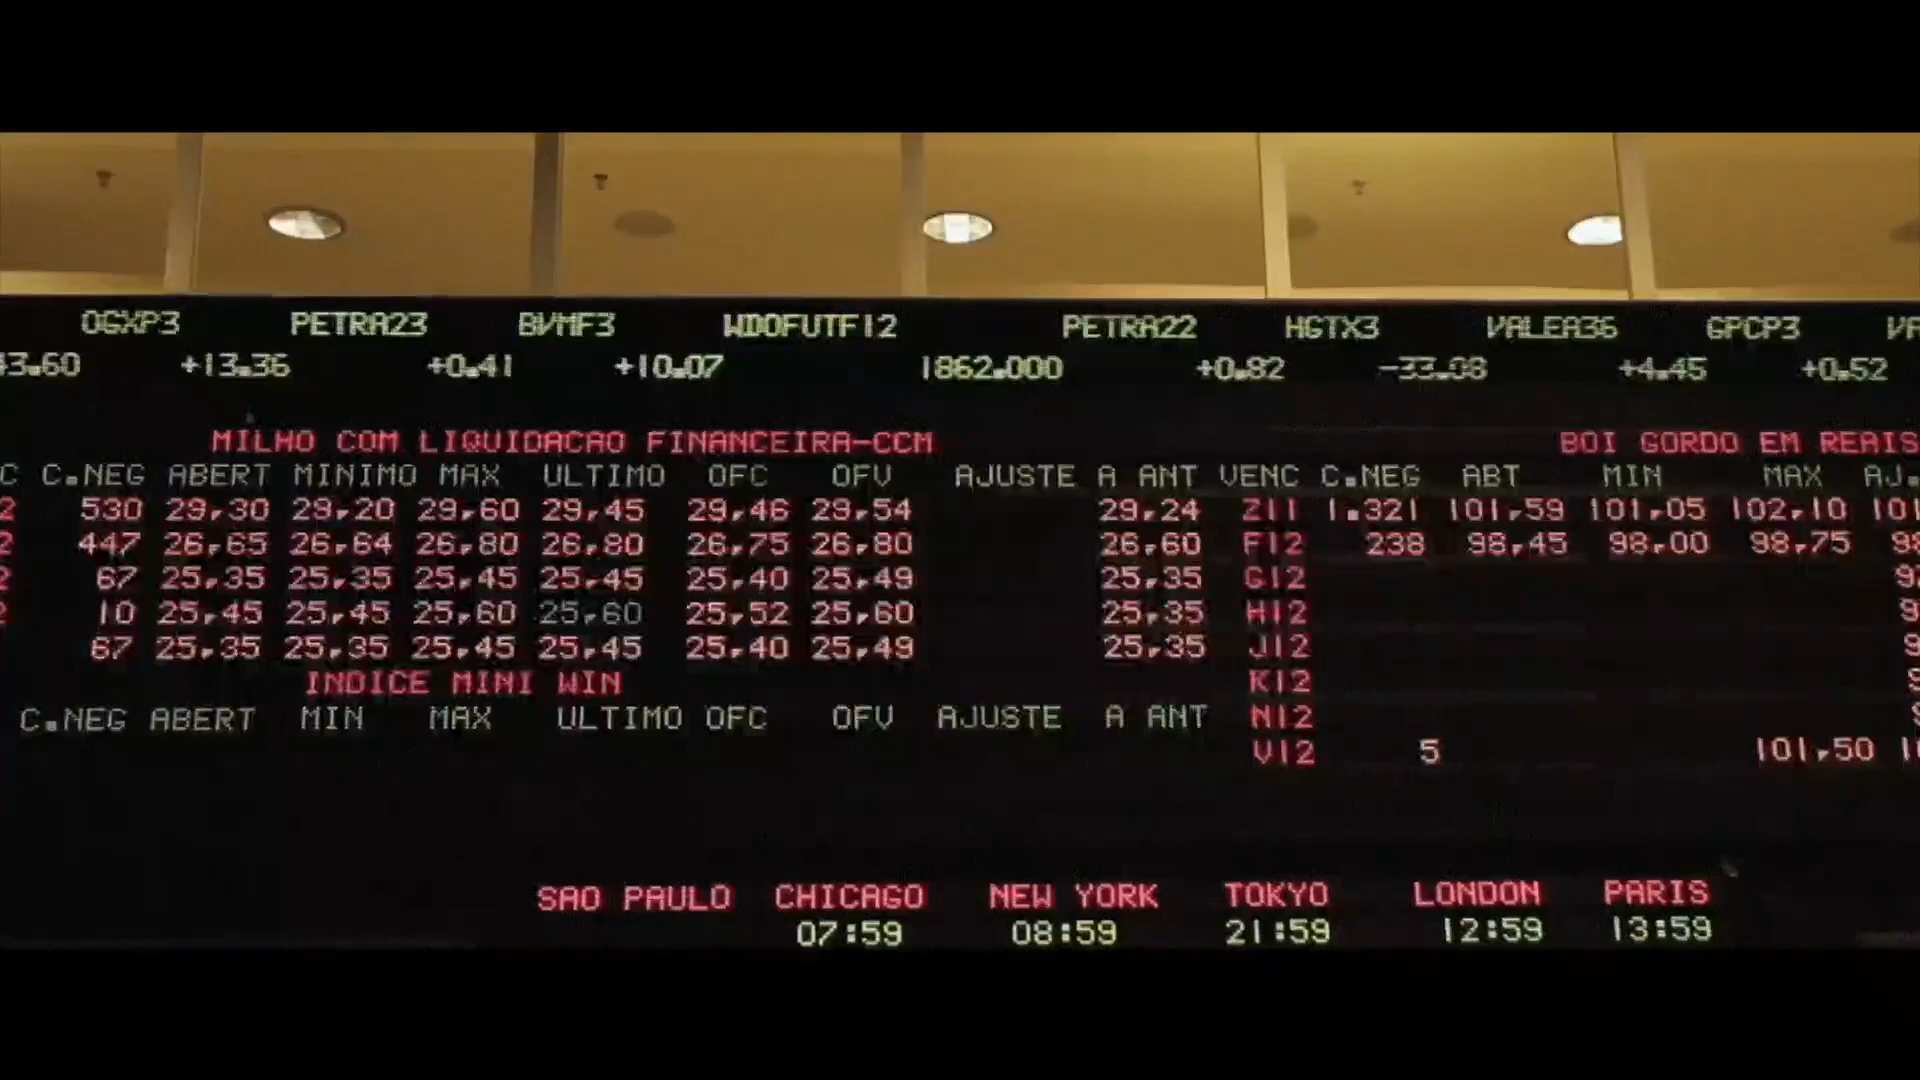 OGXP3 PETRA23 BVMF3 WDOFUTF12 PETRA22 HGTX3 VALEA36 GPCP3
43.60 +13.36 +0.41 +10.07 1862.000 +0.82 -33.08 +4.45 +0.52
MILHO COM LIQUIDACAO FINANCEIRA-CCM BOI GORDO EM REAIS
C C.NEG ABERT MINIMO MAX ULTIMO OFC OFV AJUSTE A ANT VENC C.NEG ABT MIN MAX AJ.
2 530 29,30 29,20 29,60 29,45 29,46 29,54 29,24 Z11 1.321 101,59 101,05 102,10 101
2 447 26,65 26,64 26,80 26,80 26,75 26,80 26,60 F12 238 98,45 98,00 98,75 98
2 67 25,35 25,35 25,45 25,45 25,40 25,49 25,35 G12
2 10 25,45 25,45 25,60 25,60 25,52 25,60 25,35 H12
67 25,35 25,35 25,45 25,45 25,40 25,49 25,35 J12
INDICE MINI WIN K12
C.NEG ABERT MIN MAX ULTIMO OFC OFV AJUSTE A ANT N12
V12 5 101,50
SAO PAULO CHICAGO NEW YORK TOKYO LONDON PARIS
07:59 08:59 21:59 12:59 13:59